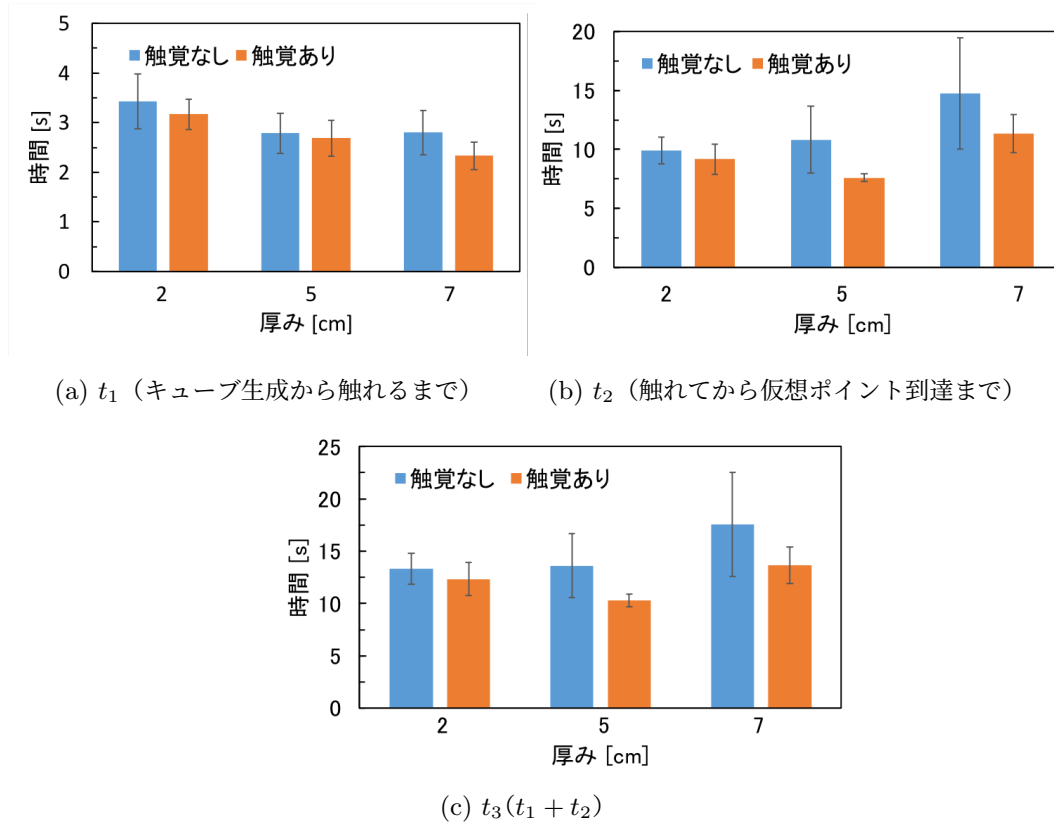 5
4
3
2
1
0
触覚なし 触覚あり
時間 [s]
2 5 7
厚み [cm]
(a) t₁（キューブ生成から触れるまで）
20
15
10
5
0
触覚なし 触覚あり
時間 [s]
2 5 7
厚み [cm]
(b) t₂（触れてから仮想ポイント到達まで）
25
20
15
10
5
0
触覚なし 触覚あり
時間 [s]
2 5 7
厚み [cm]
(c) t₃(t₁ + t₂)